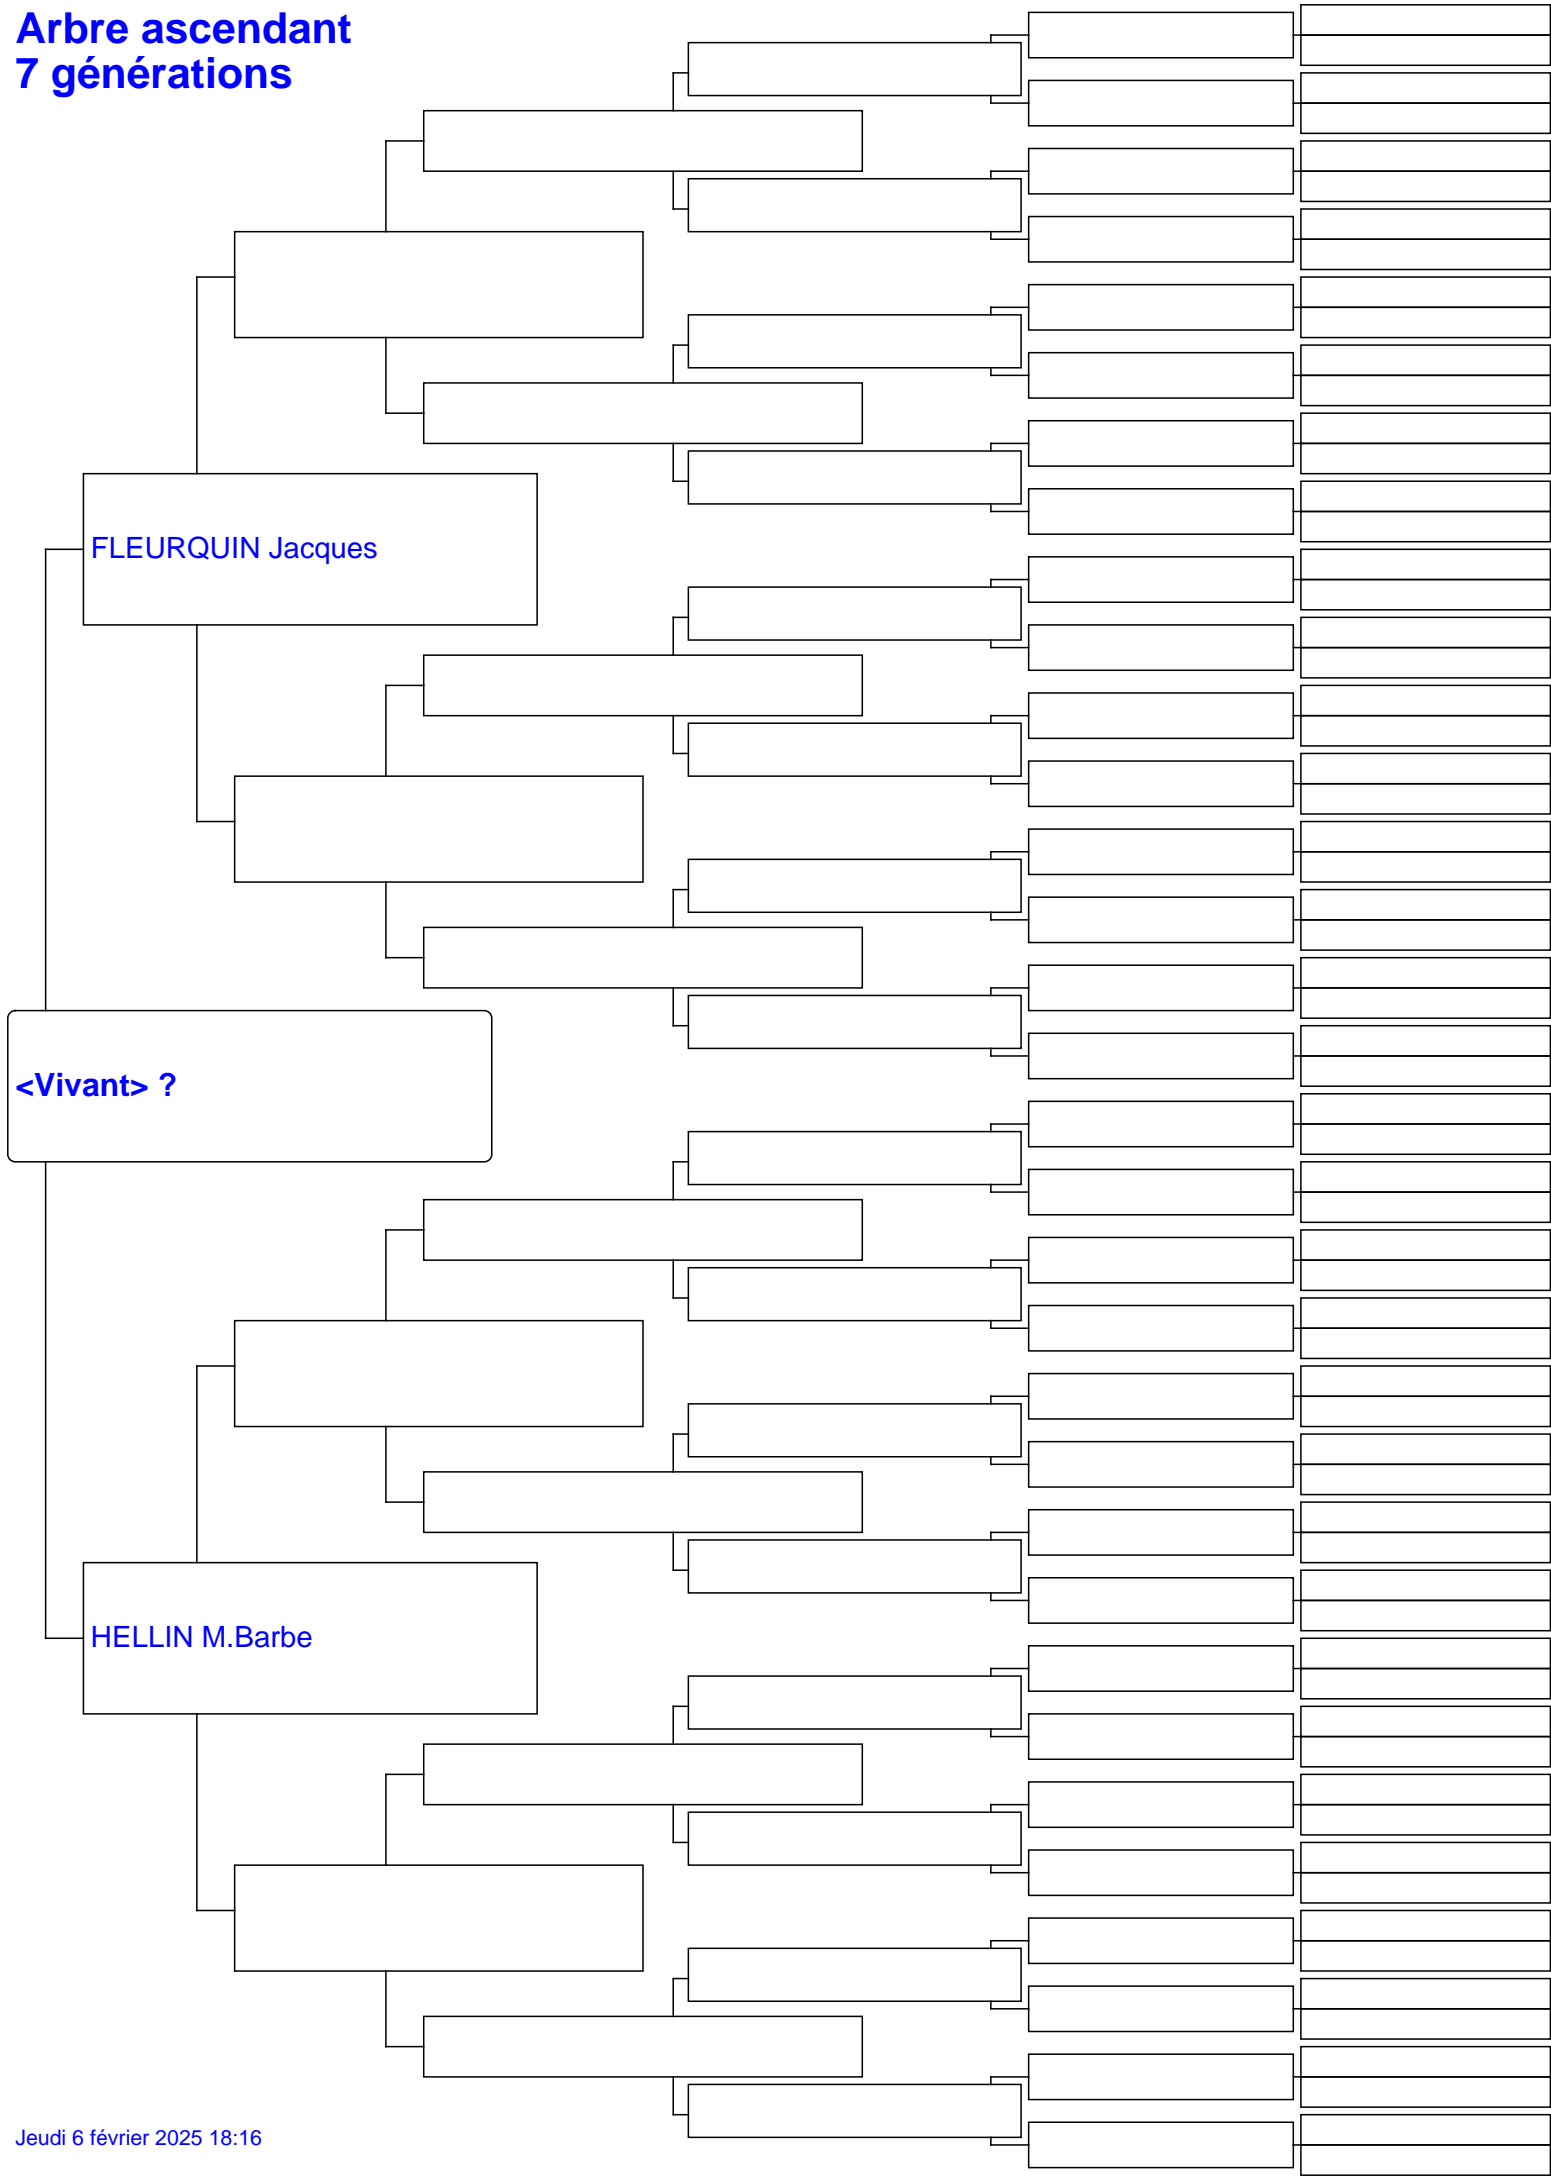 Arbre ascendant
7 générations
FLEURQUIN Jacques
<Vivant> ?
HELLIN M.Barbe
Jeudi 6 février 2025 18:16